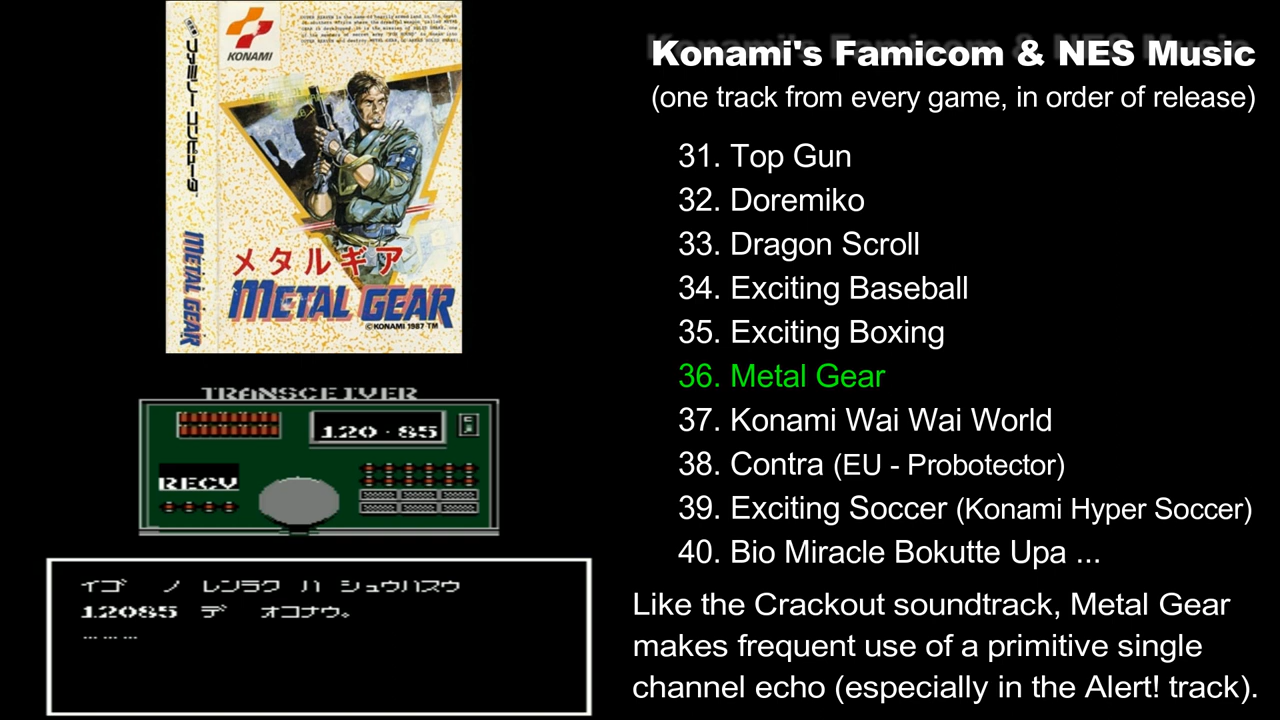 KONAMI
ファミリー コンピュータ
METAL GEAR
メタルギア
METAL GEAR
©KONAMI 1987 TM
TRANSCEIVER
120.85
RECV
イゴ ノ レンラク ハ シュウハスウ
12085 デ オコナウ。
………
Konami's Famicom & NES Music
(one track from every game, in order of release)
31. Top Gun
32. Doremiko
33. Dragon Scroll
34. Exciting Baseball
35. Exciting Boxing
36. Metal Gear
37. Konami Wai Wai World
38. Contra (EU - Probotector)
39. Exciting Soccer (Konami Hyper Soccer)
40. Bio Miracle Bokutte Upa ...
Like the Crackout soundtrack, Metal Gear
makes frequent use of a primitive single
channel echo (especially in the Alert! track).